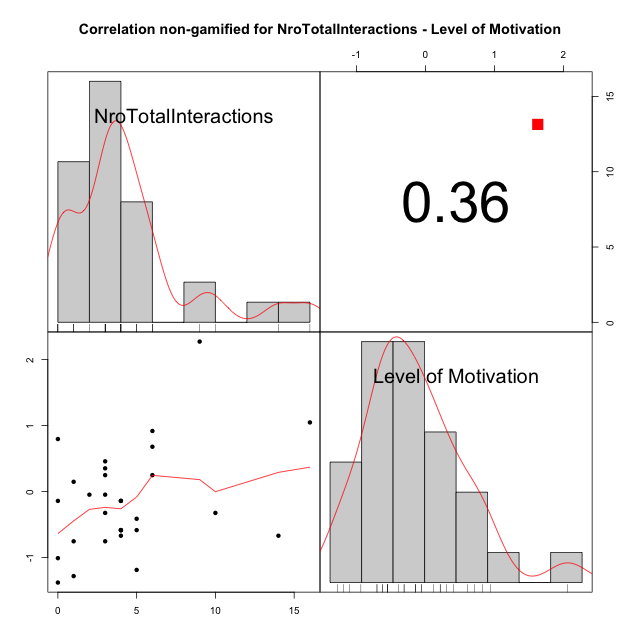 Correlation non-gamified for NroTotalInteractions - Level of Motivation
-1 0 1 2
NroTotalInteractions
0.36
15
10
5
0
2
1
0
-1
Level of Motivation
0 5 10 15